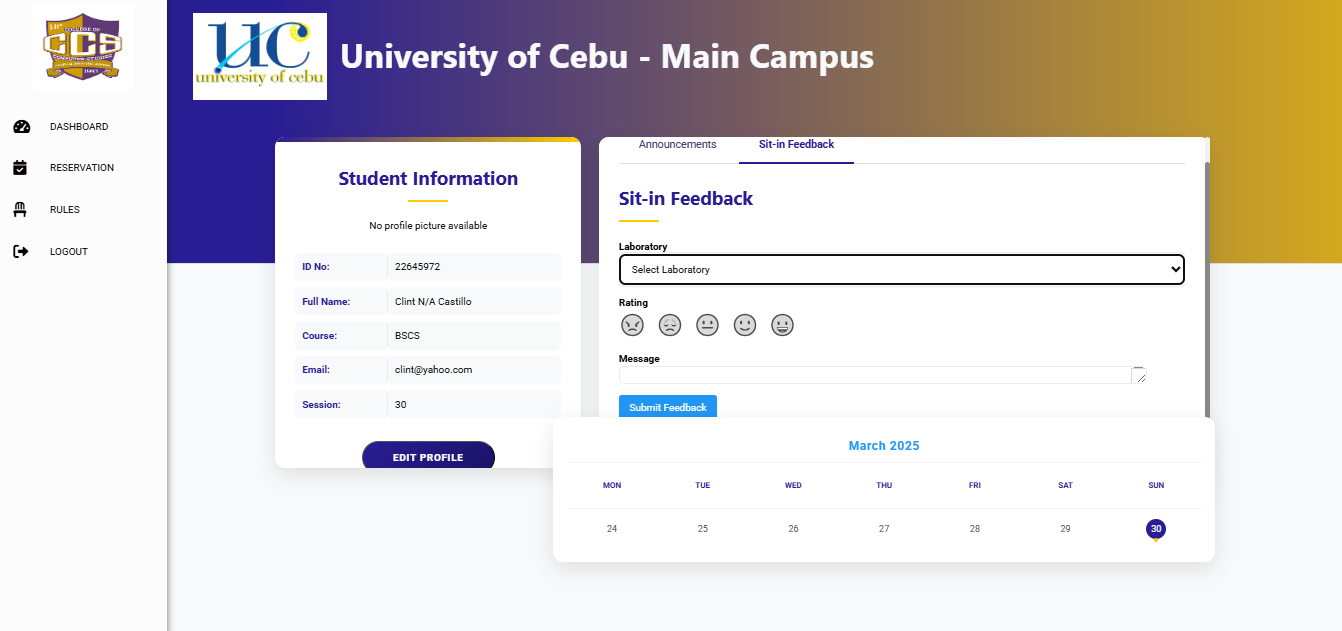 UC
COLLEGE OF
CCS
COMPUTER STUDIES
1983
DASHBOARD
RESERVATION
RULES
LOGOUT
UC
university of cebu
University of Cebu - Main Campus
Student Information
No profile picture available
ID No: 22645972
Full Name: Clint N/A Castillo
Course: BSCS
Email: clint@yahoo.com
Session: 30
EDIT PROFILE
Announcements Sit-in Feedback
Sit-in Feedback
Laboratory
Select Laboratory
Rating
Message
Submit Feedback
March 2025
MON TUE WED THU FRI SAT SUN
24 25 26 27 28 29 30